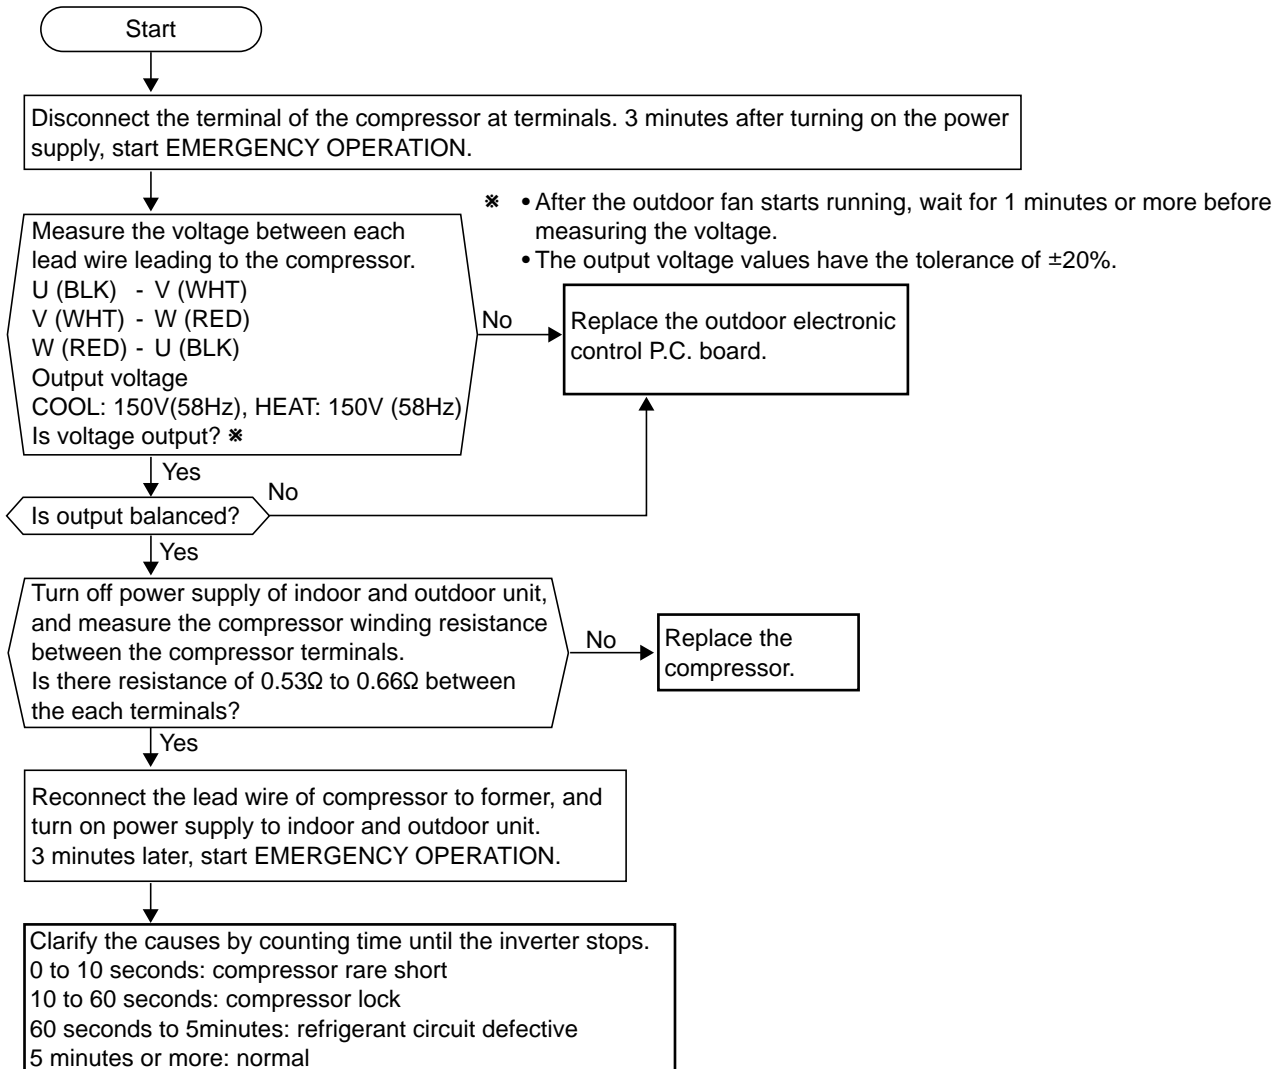 Start
Disconnect the terminal of the compressor at terminals. 3 minutes after turning on the power
supply, start EMERGENCY OPERATION.
※ • After the outdoor fan starts running, wait for 1 minutes or more before
measuring the voltage.
• The output voltage values have the tolerance of ±20%.
Measure the voltage between each
lead wire leading to the compressor.
U (BLK) - V (WHT)
V (WHT) - W (RED)
W (RED) - U (BLK)
Output voltage
COOL: 150V(58Hz), HEAT: 150V (58Hz)
Is voltage output? ※
No
Replace the outdoor electronic
control P.C. board.
Yes
Is output balanced?
No
Yes
Turn off power supply of indoor and outdoor unit,
and measure the compressor winding resistance
between the compressor terminals.
Is there resistance of 0.53Ω to 0.66Ω between
the each terminals?
No
Replace the
compressor.
Yes
Reconnect the lead wire of compressor to former, and
turn on power supply to indoor and outdoor unit.
3 minutes later, start EMERGENCY OPERATION.
Clarify the causes by counting time until the inverter stops.
0 to 10 seconds: compressor rare short
10 to 60 seconds: compressor lock
60 seconds to 5minutes: refrigerant circuit defective
5 minutes or more: normal